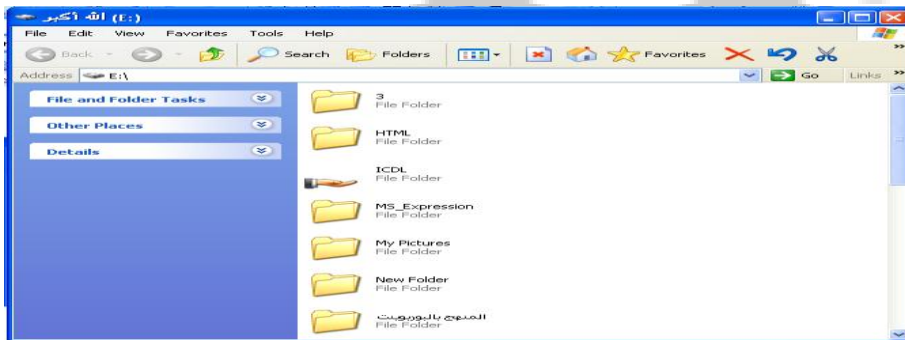 الله أكبر (E:)
File Edit View Favorites Tools Help
Back Search Folders Favorites
Address E:\ Go Links
File and Folder Tasks
Other Places
Details
3
File Folder
HTML
File Folder
ICDL
File Folder
MS_Expression
File Folder
My Pictures
File Folder
New Folder
File Folder
المنهج بالبوربوينت
File Folder